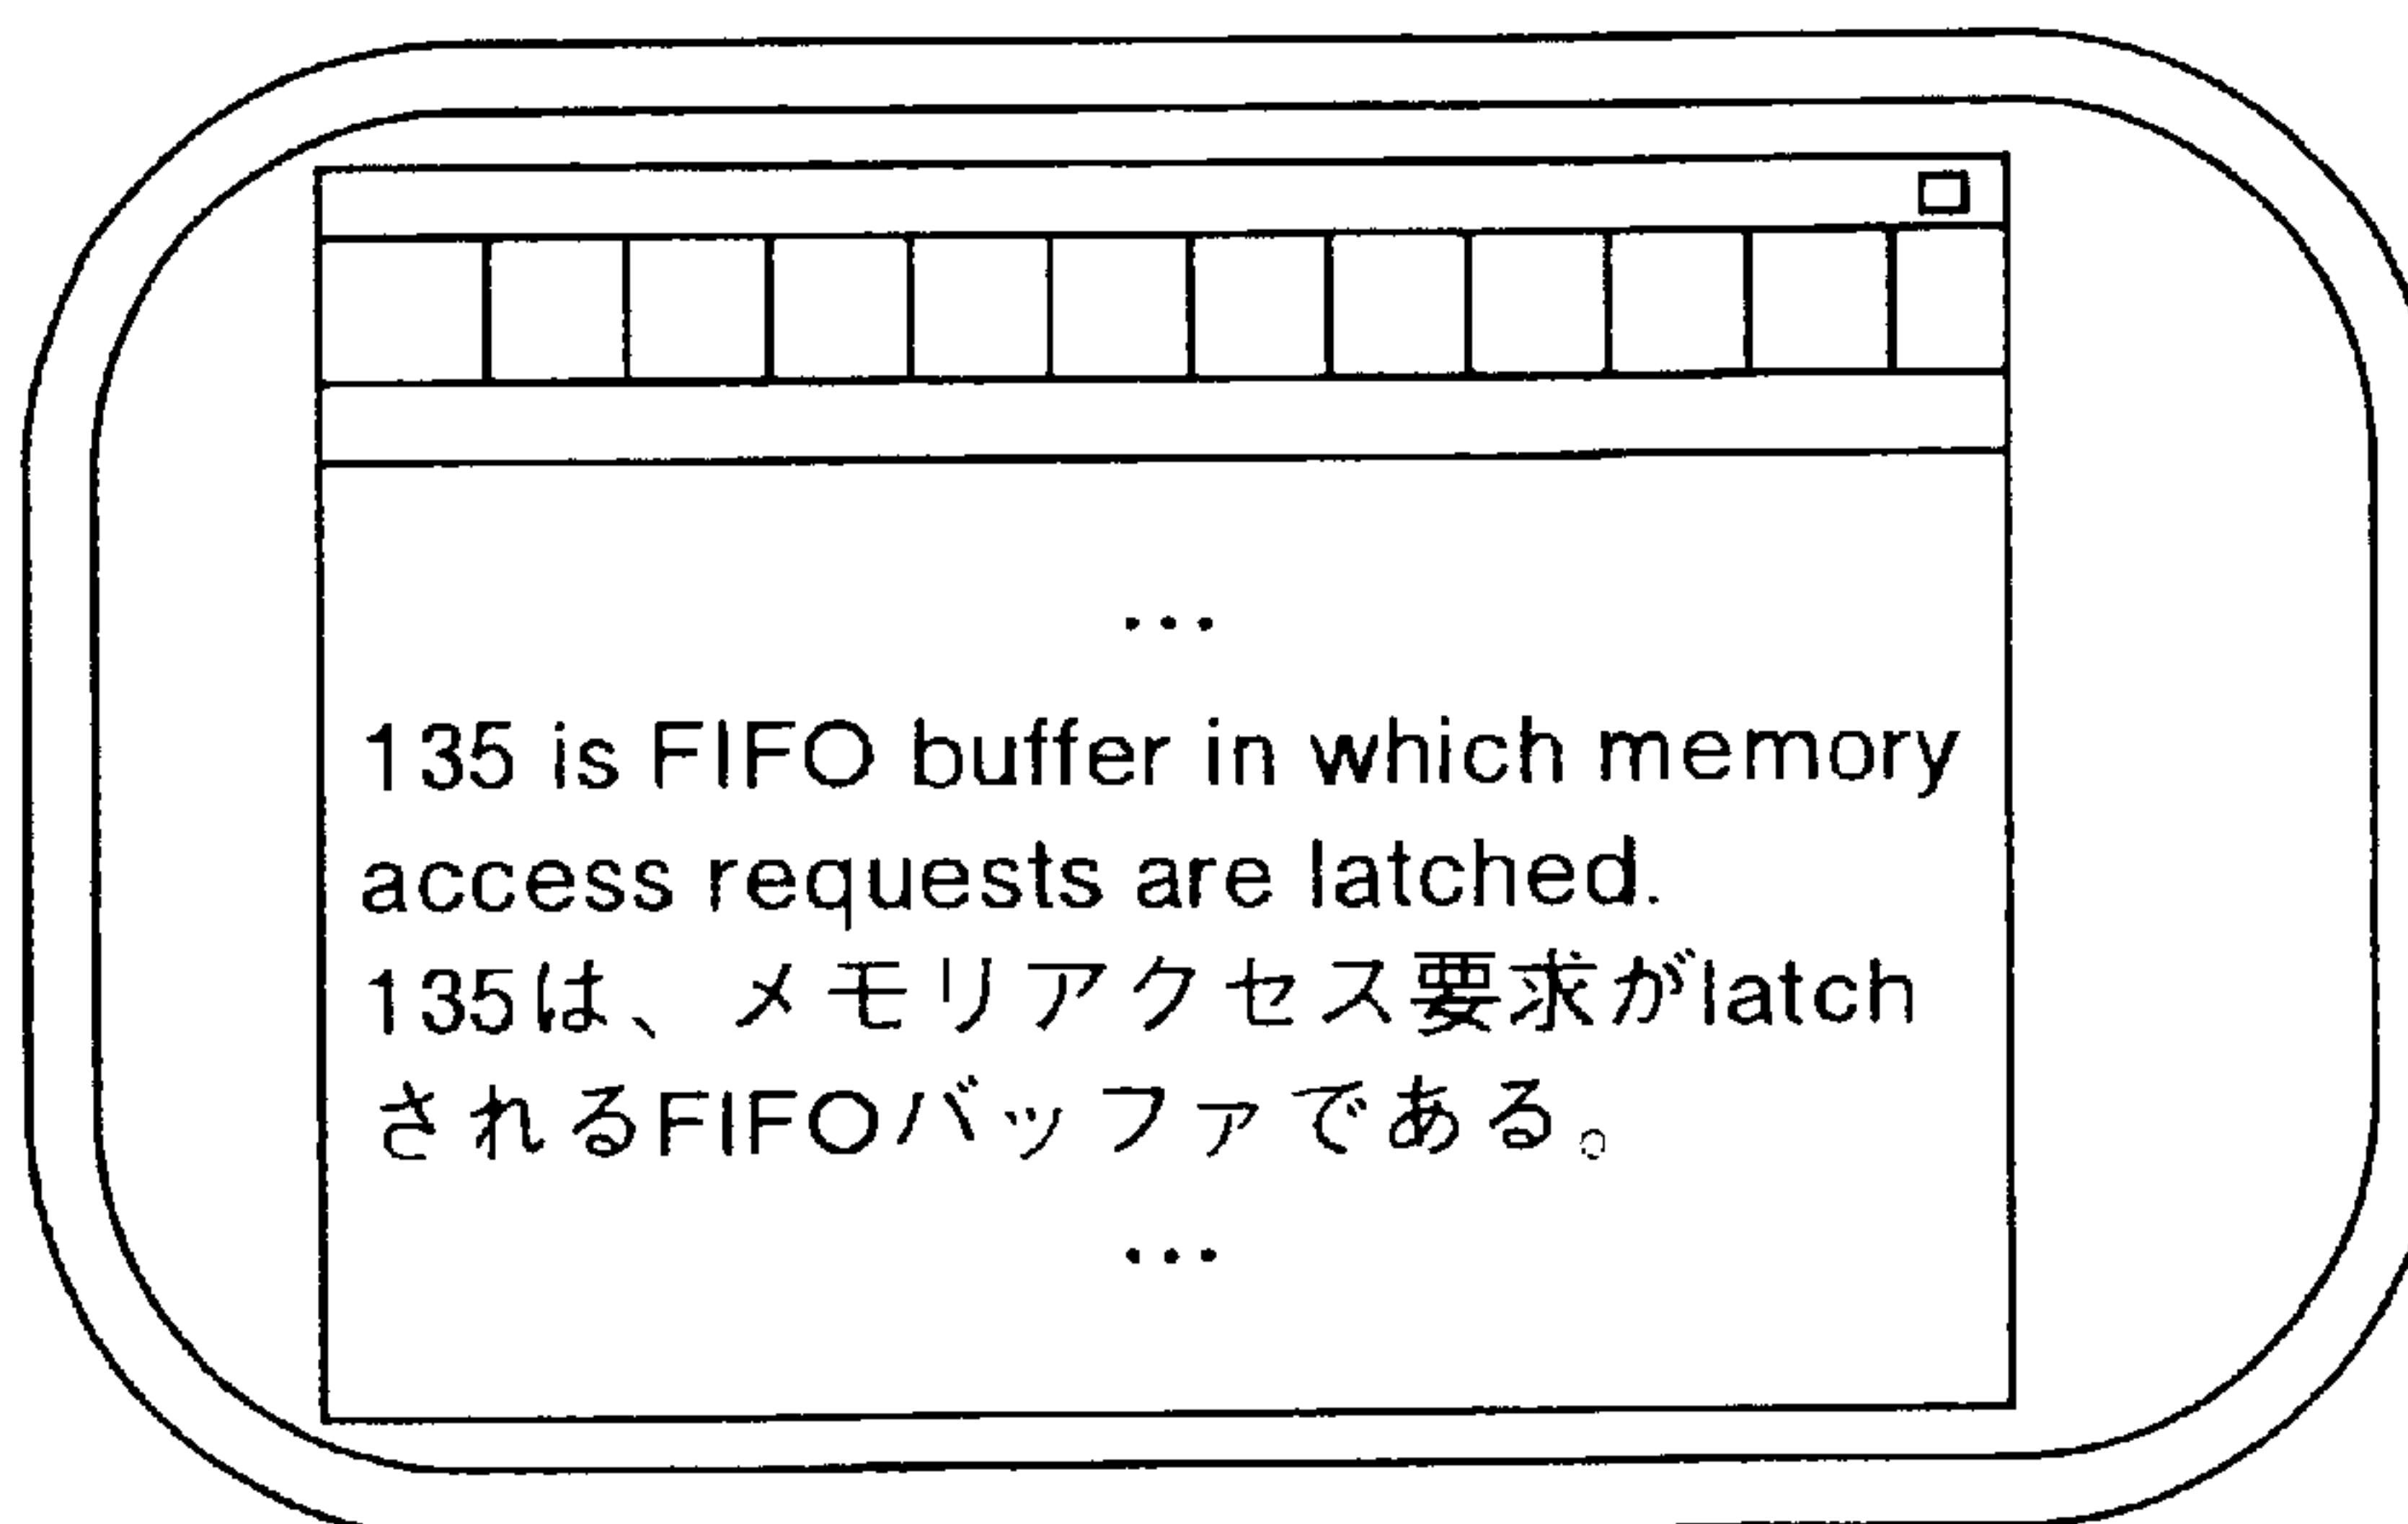 ...
135 is FIFO buffer in which memory
access requests are latched.
135は、メモリアクセス要求がlatch
されるFIFOバッファである。
...